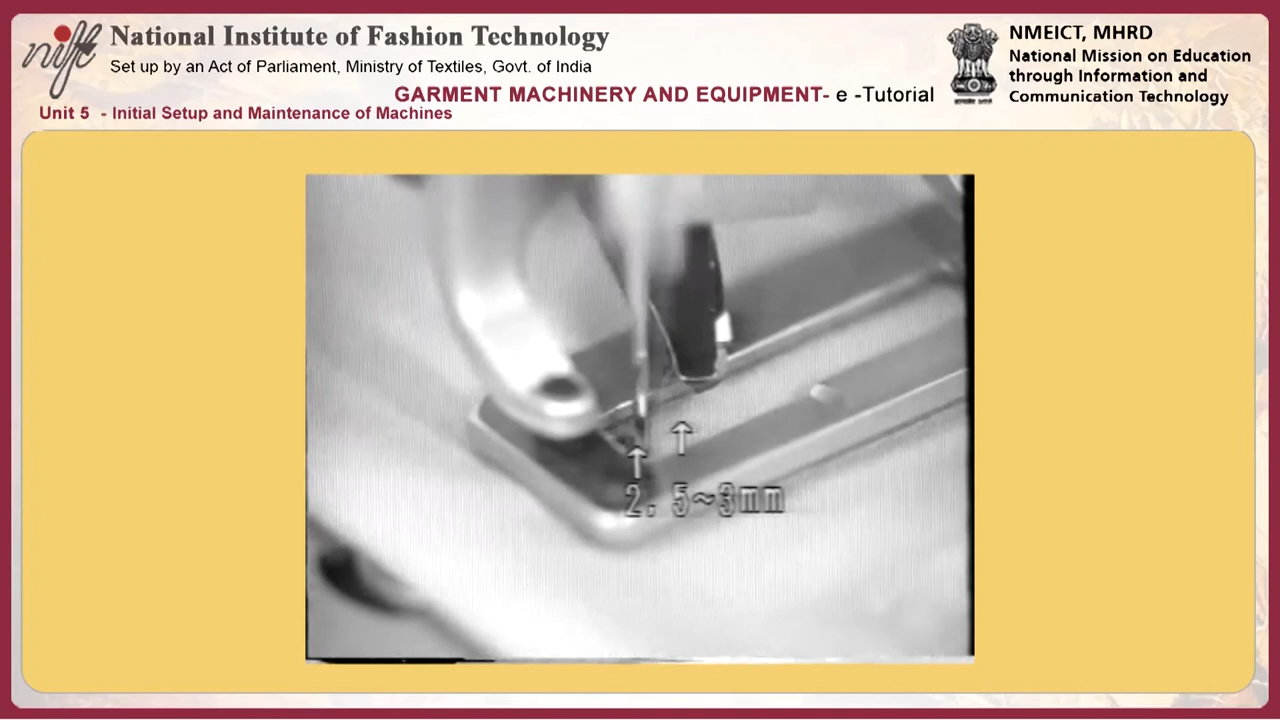 nift
National Institute of Fashion Technology
Set up by an Act of Parliament, Ministry of Textiles, Govt. of India
NMEICT, MHRD
National Mission on Education
through Information and
Communication Technology
GARMENT MACHINERY AND EQUIPMENT- e -Tutorial
Unit 5 - Initial Setup and Maintenance of Machines
2. 5~3mm